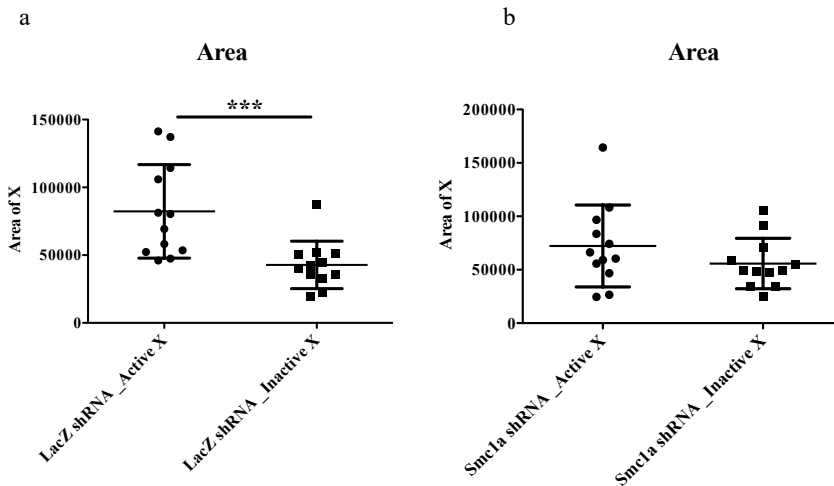 a
Area
***
150000
100000
50000
0
Area of X
LacZ shRNA_Active X
LacZ shRNA_Inactive X
b
Area
200000
150000
100000
50000
0
Area of X
Smc1a shRNA_Active X
Smc1a shRNA_Inactive X